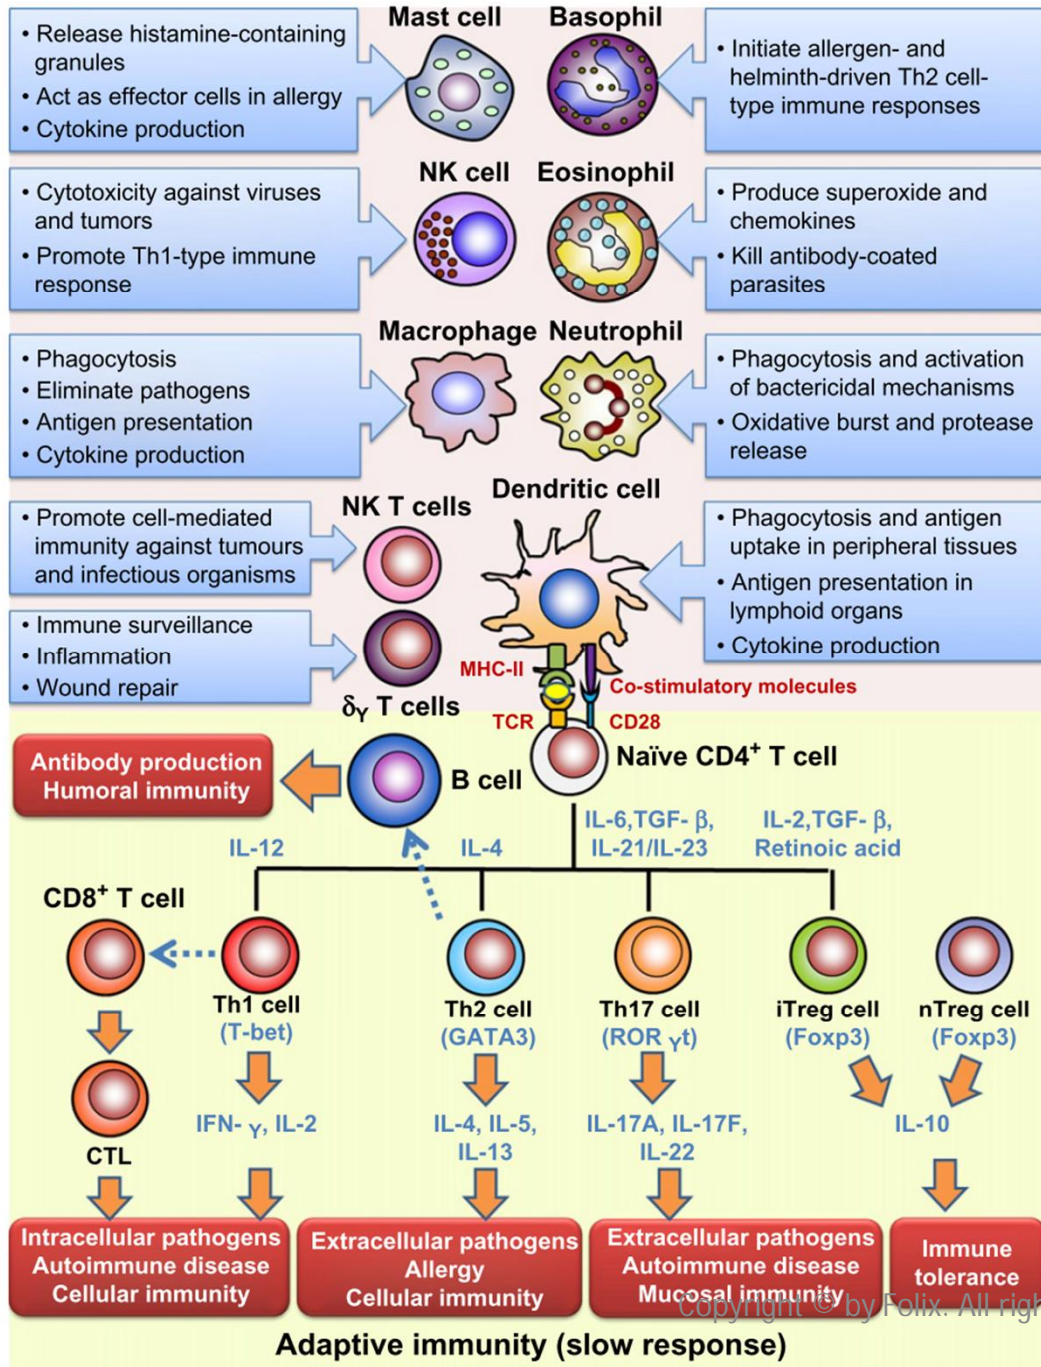 Mast cell
Basophil
• Release histamine-containing
granules
• Act as effector cells in allergy
• Cytokine production
• Initiate allergen- and
helminth-driven Th2 cell-
type immune responses
NK cell
Eosinophil
• Cytotoxicity against viruses
and tumors
• Promote Th1-type immune
response
• Produce superoxide and
chemokines
• Kill antibody-coated
parasites
Macrophage
Neutrophil
• Phagocytosis
• Eliminate pathogens
• Antigen presentation
• Cytokine production
• Phagocytosis and activation
of bactericidal mechanisms
• Oxidative burst and protease
release
NK T cells
Dendritic cell
• Promote cell-mediated
immunity against tumours
and infectious organisms
• Phagocytosis and antigen
uptake in peripheral tissues
• Antigen presentation in
lymphoid organs
• Cytokine production
• Immune surveillance
• Inflammation
• Wound repair
δγ T cells
MHC-II
Co-stimulatory molecules
TCR
CD28
Naïve CD4⁺ T cell
Antibody production
Humoral immunity
B cell
IL-12
IL-4
IL-6,TGF- β,
IL-21/IL-23
IL-2,TGF- β,
Retinoic acid
CD8⁺ T cell
Th1 cell
(T-bet)
Th2 cell
(GATA3)
Th17 cell
(ROR γt)
iTreg cell
(Foxp3)
nTreg cell
(Foxp3)
CTL
IFN- γ, IL-2
IL-4, IL-5,
IL-13
IL-17A, IL-17F,
IL-22
IL-10
Intracellular pathogens
Autoimmune disease
Cellular immunity
Extracellular pathogens
Allergy
Cellular immunity
Extracellular pathogens
Autoimmune disease
Mucosal immunity
Immune
tolerance
Copyright © by Folix. All righ
Adaptive immunity (slow response)